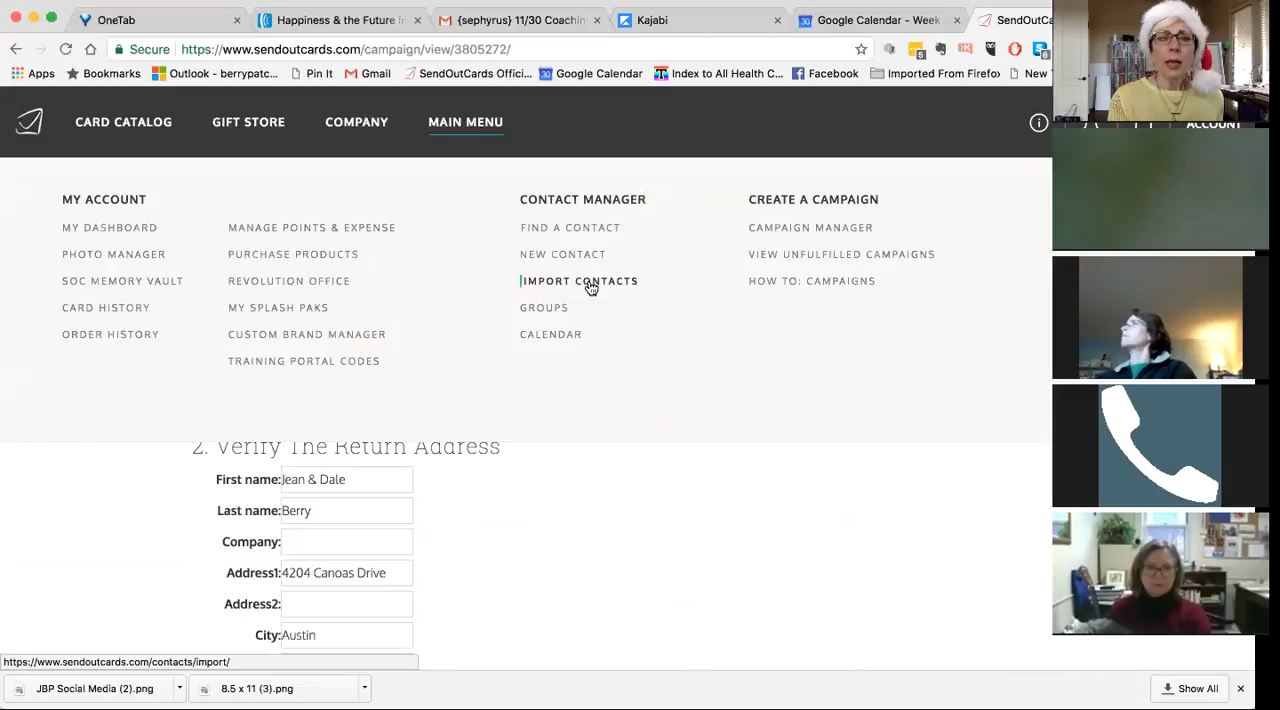 OneTab
Happiness & the Future in
{sephyrus} 11/30 Coachin
Kajabi
Google Calendar - Week
SendOutCa
Secure https://www.sendoutcards.com/campaign/view/3805272/
Apps Bookmarks Outlook - berrypatc... Pin It Gmail SendOutCards Offici... Google Calendar Index to All Health C... Facebook Imported From Firefox New
CARD CATALOG GIFT STORE COMPANY MAIN MENU
ACCOUNT
MY ACCOUNT CONTACT MANAGER CREATE A CAMPAIGN
MY DASHBOARD MANAGE POINTS & EXPENSE FIND A CONTACT CAMPAIGN MANAGER
PHOTO MANAGER PURCHASE PRODUCTS NEW CONTACT VIEW UNFULFILLED CAMPAIGNS
SOC MEMORY VAULT REVOLUTION OFFICE IMPORT CONTACTS HOW TO: CAMPAIGNS
CARD HISTORY MY SPLASH PAKS GROUPS
ORDER HISTORY CUSTOM BRAND MANAGER CALENDAR
TRAINING PORTAL CODES
2. Verify The Return Address
First name: Jean & Dale
Last name: Berry
Company:
Address1: 4204 Canoas Drive
Address2:
City: Austin
https://www.sendoutcards.com/contacts/import/
JBP Social Media (2).png 8.5 x 11 (3).png Show All